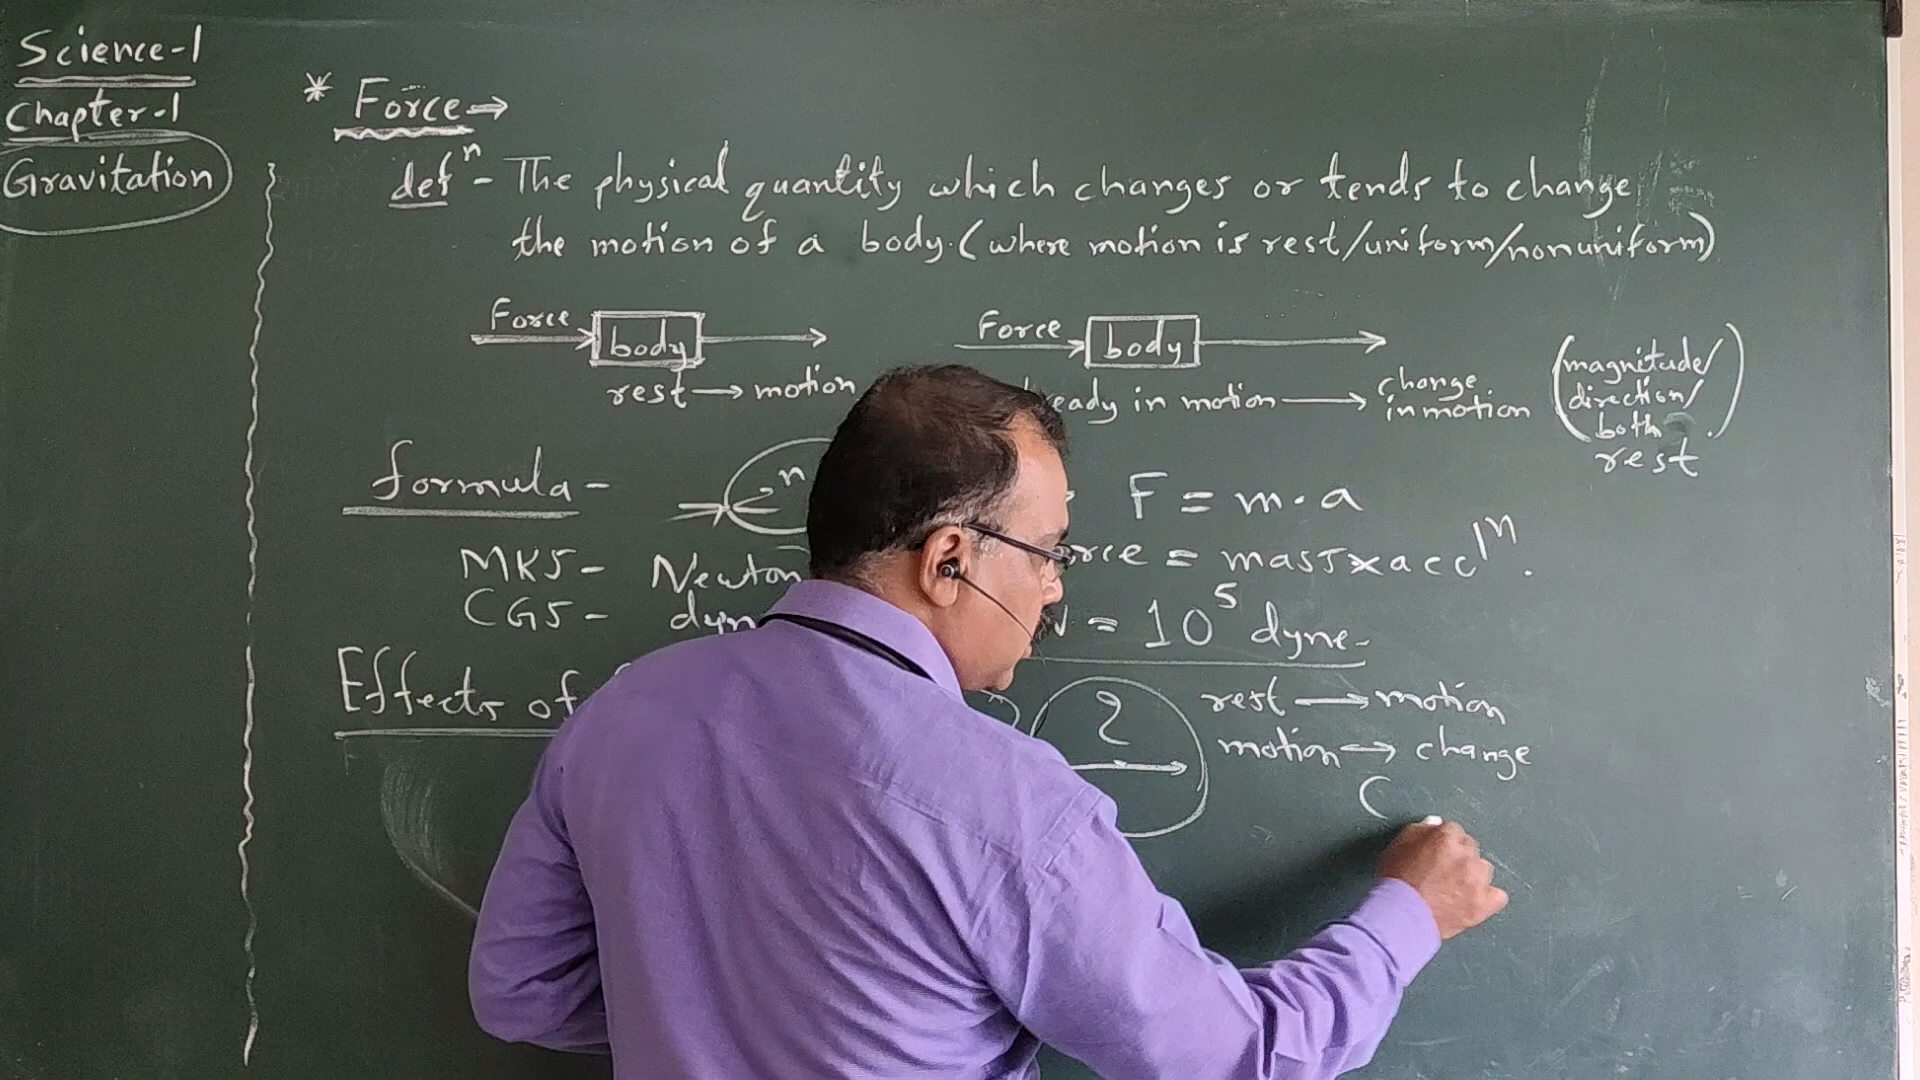 Science-1
Chapter-1
Gravitation
* Force →
defⁿ - The physical quantity which changes or tends to change
the motion of a body. (where motion is rest/uniform/nonuniform)
Force body
rest → motion
Force body
eady in motion → change in motion
(magnitude/
direction/
both.)
rest
formula - n
F = m·a
rce = mass x accⁿ.
MKS - Newton
CGS - dyn
= 10⁵ dyne
Effects of
2
rest → motion
motion → change
(